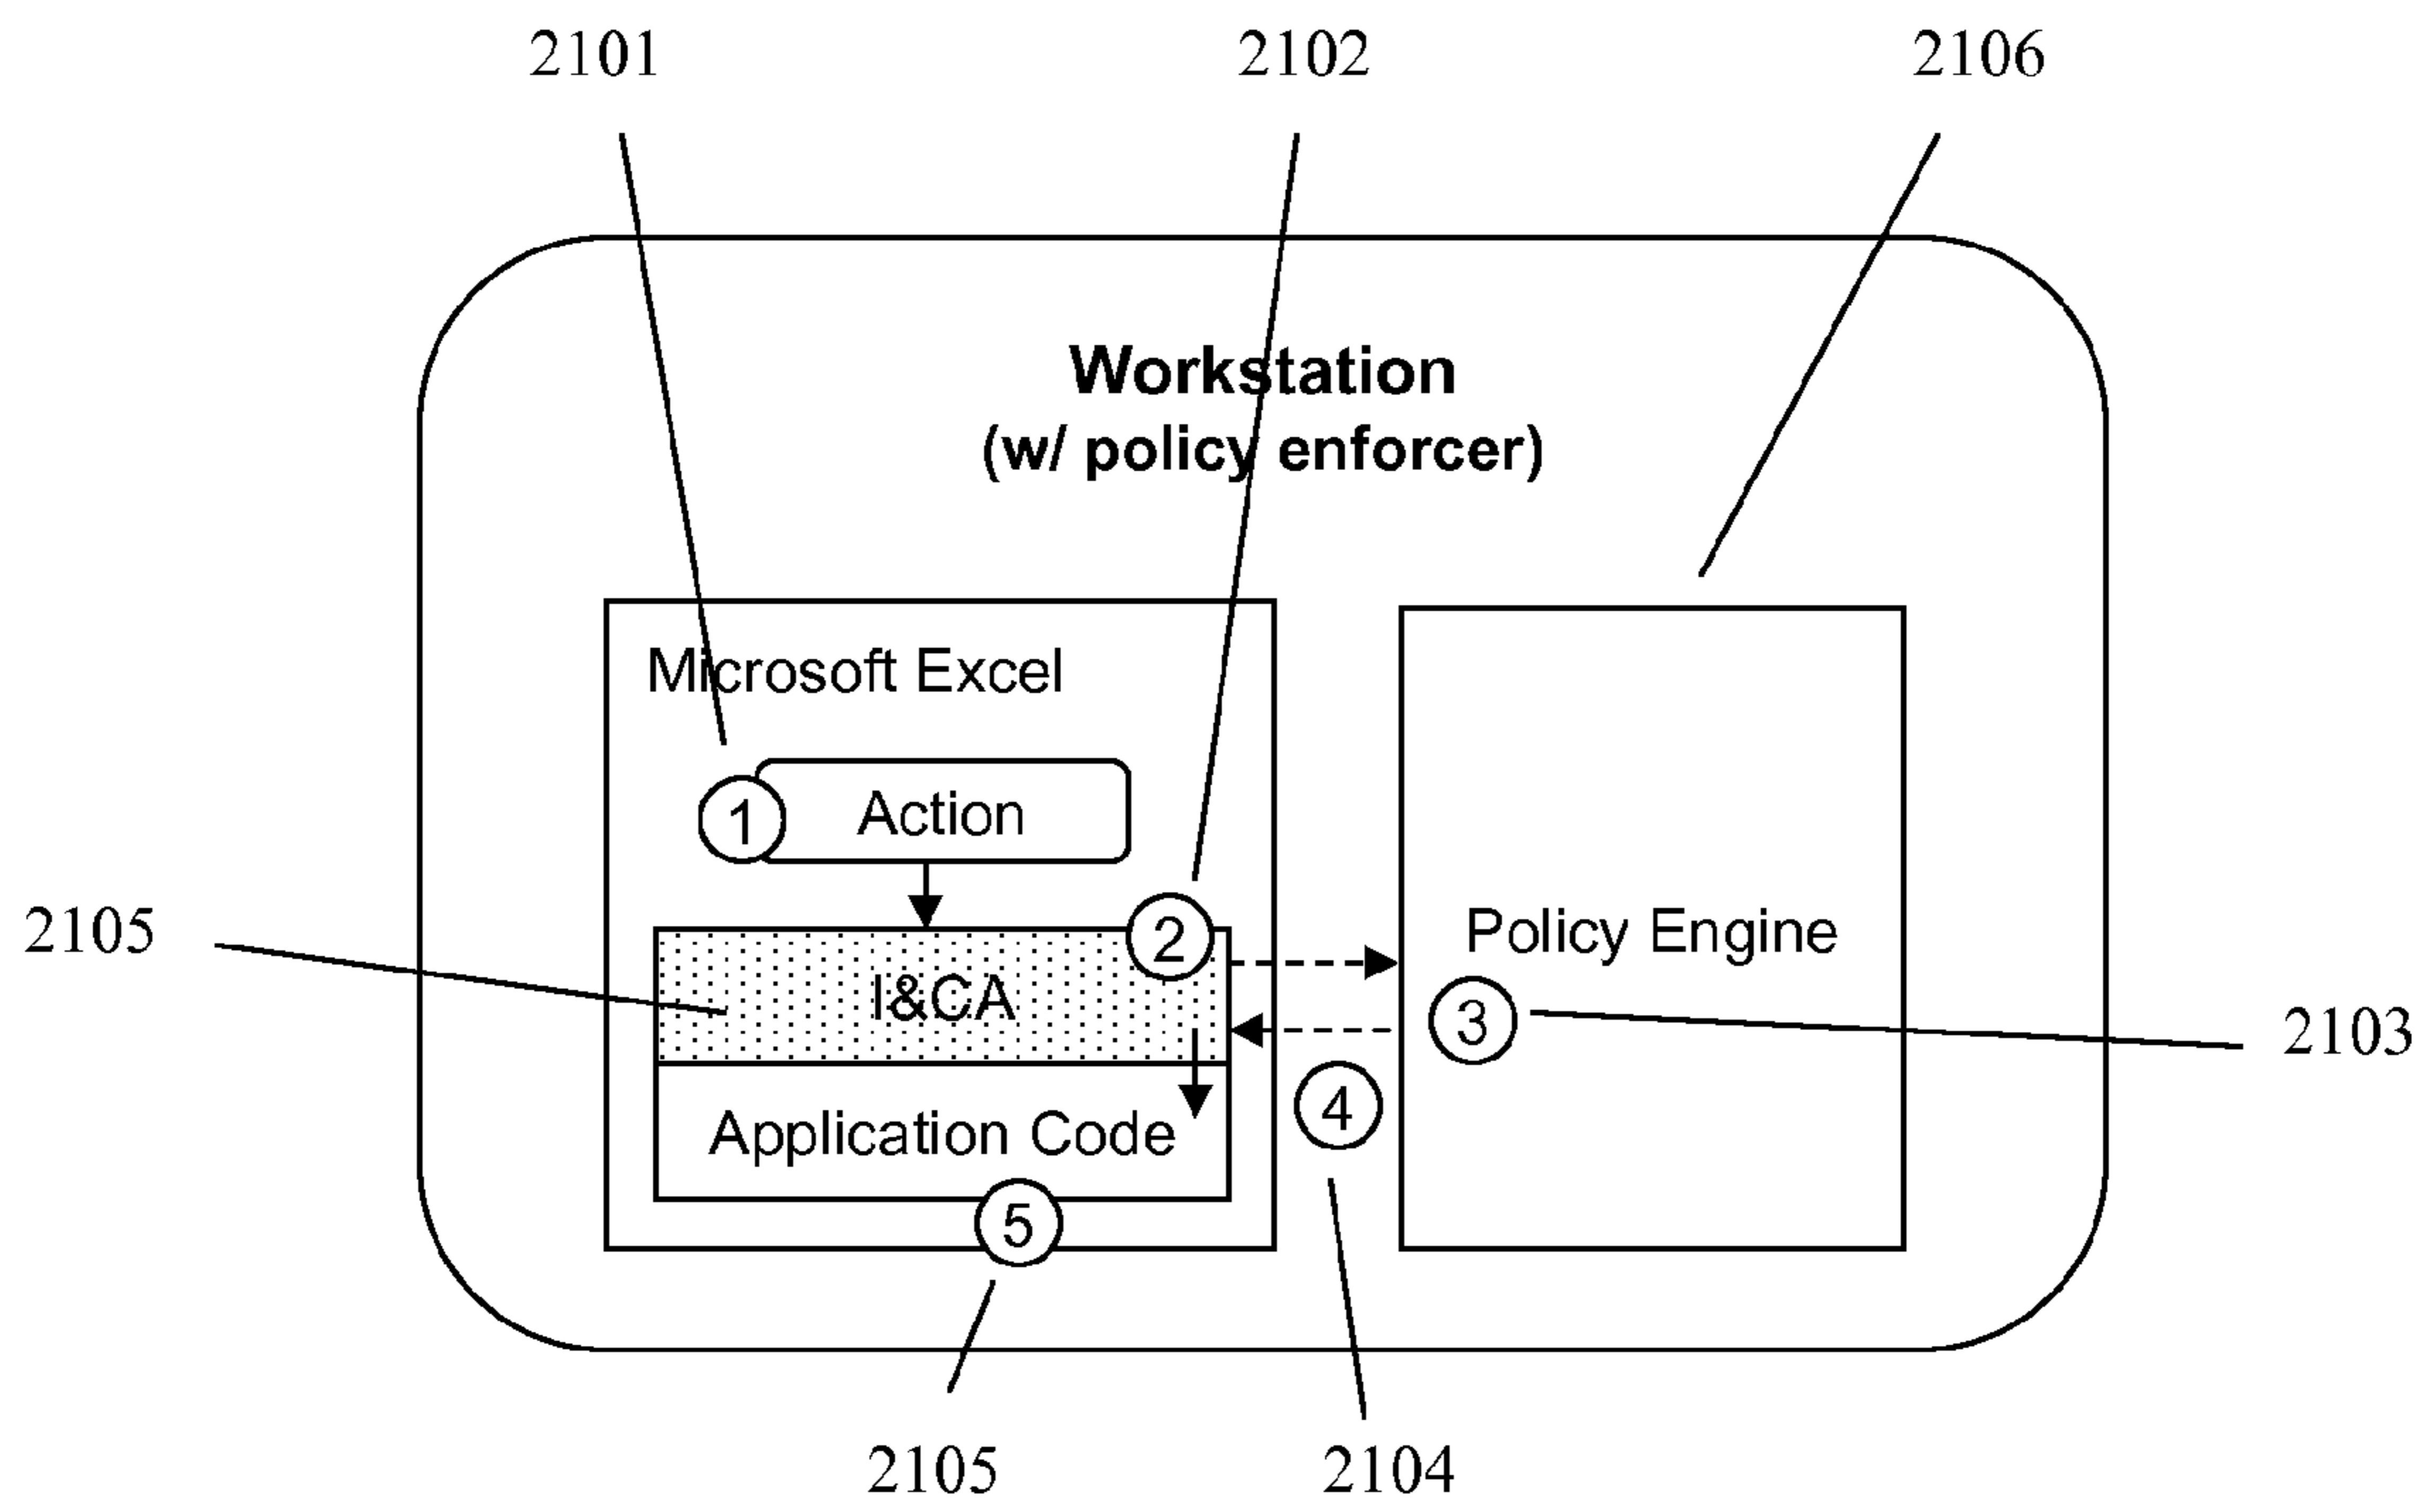 2101
2102
2106
Workstation
(w/ policy enforcer)
Microsoft Excel
1
Action
2105
2
I&CA
Policy Engine
3
2103
4
Application Code
5
2105
2104